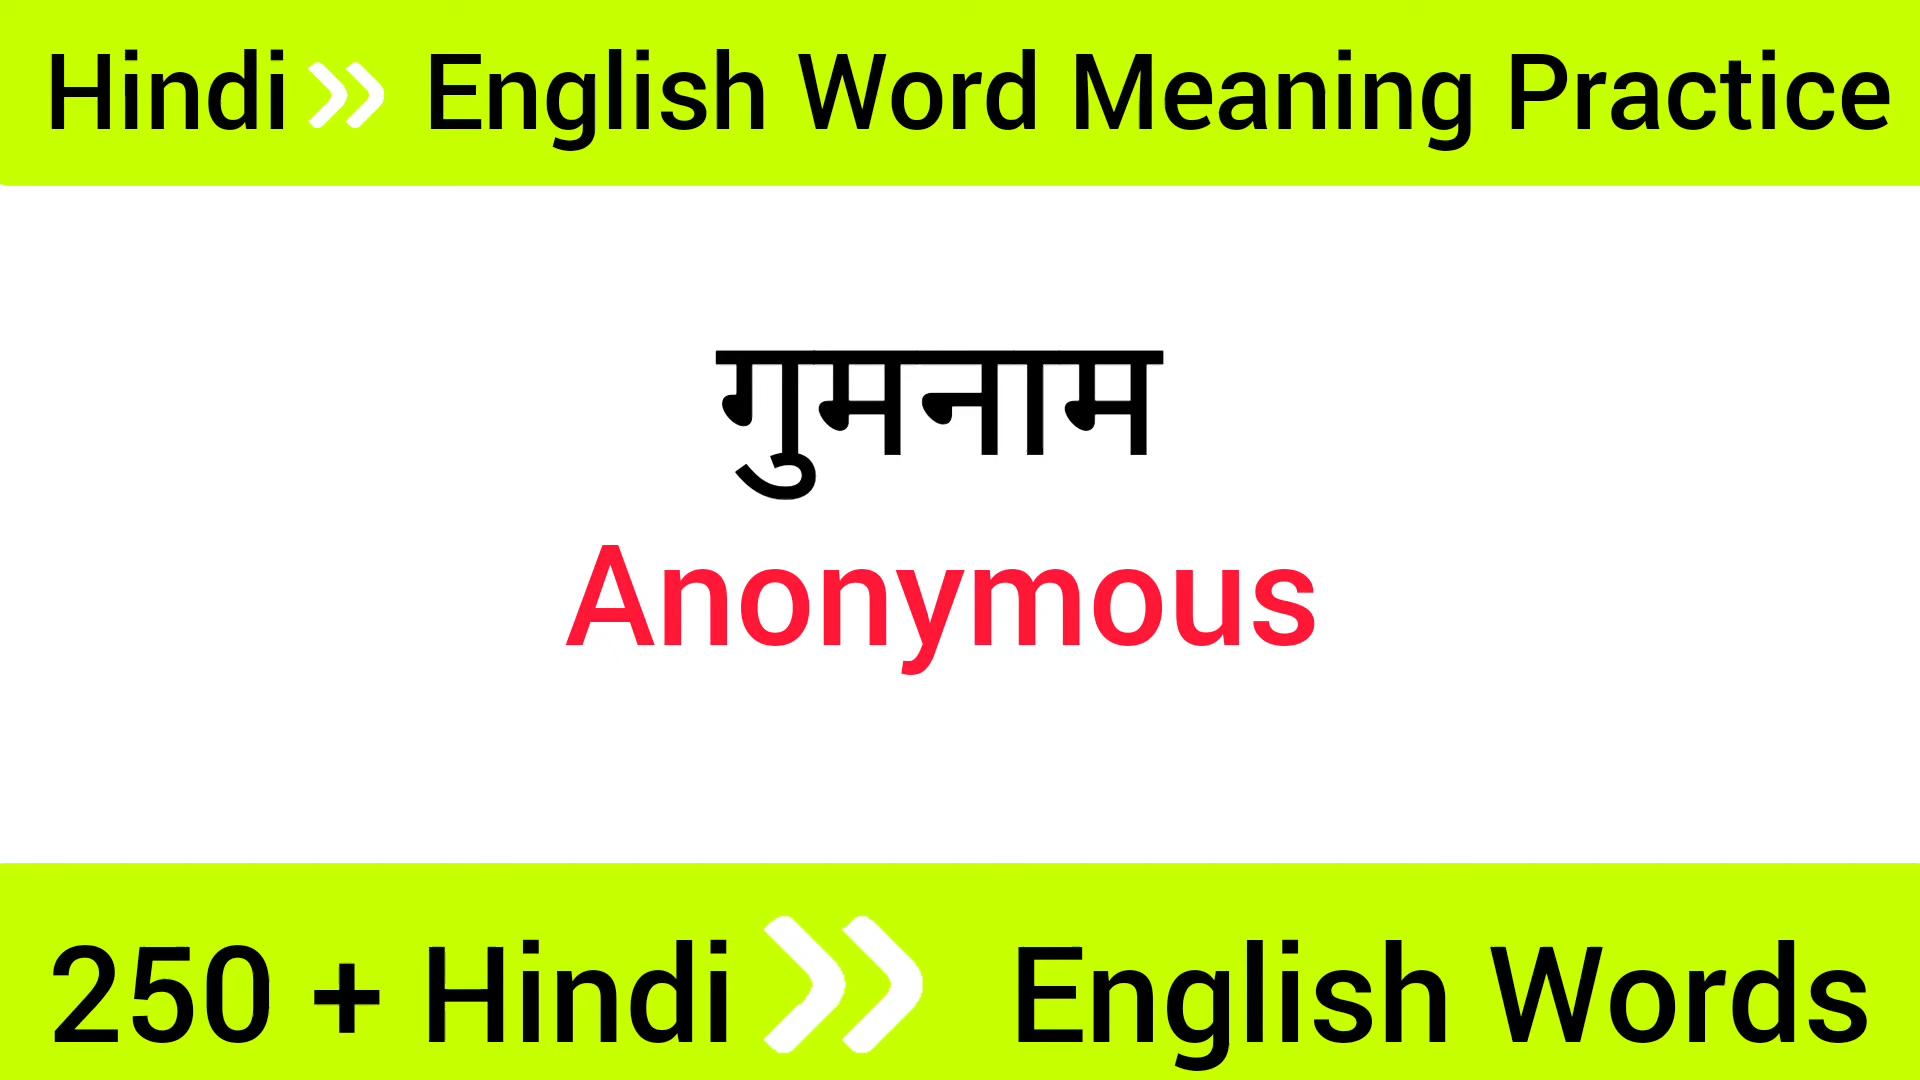 Hindi » English Word Meaning Practice
गुमनाम
Anonymous
250 + Hindi » English Words